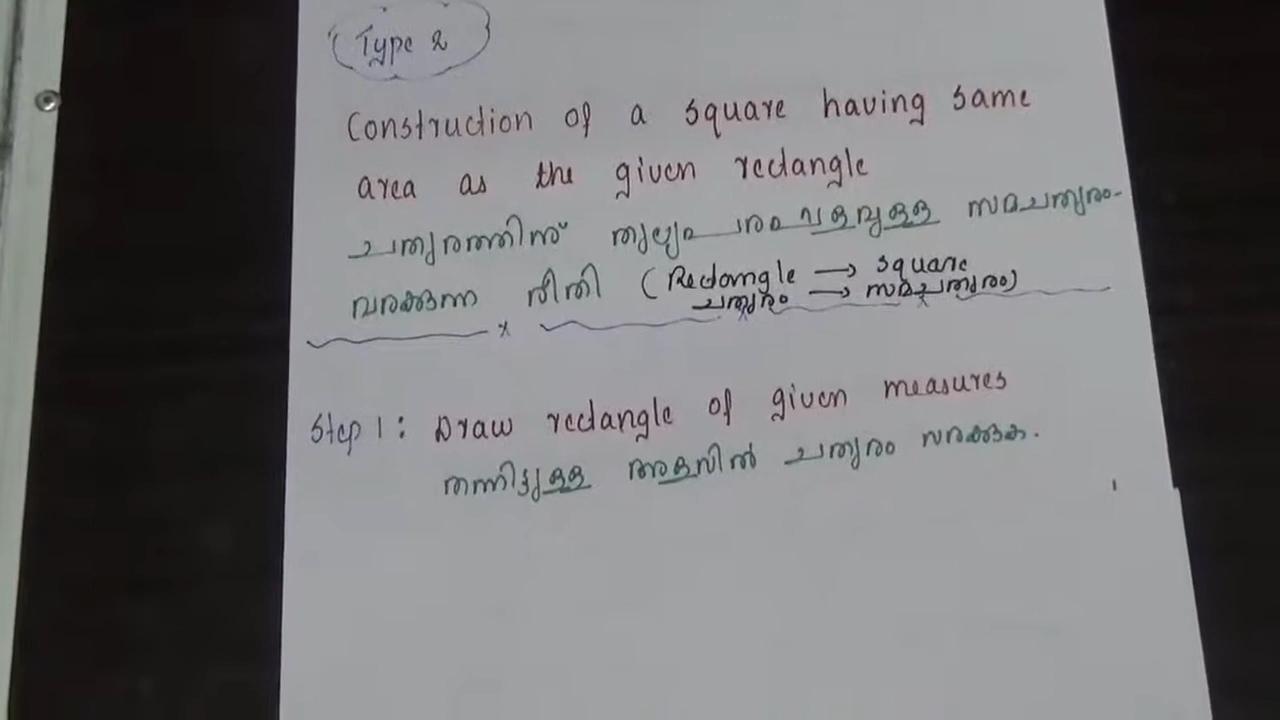 Type 2
Construction of a square having same
area as the given rectangle
ചതുരത്തിന് തുല്യ പരപ്പളവുള്ള സമചതുരം
വരക്കുന്ന രീതി (Rectangle → square
ചതുരം → സമചതുരം)
Step 1 : Draw rectangle of given measures
തന്നിട്ടുള്ള അളവിൽ ചതുരം വരക്കുക.